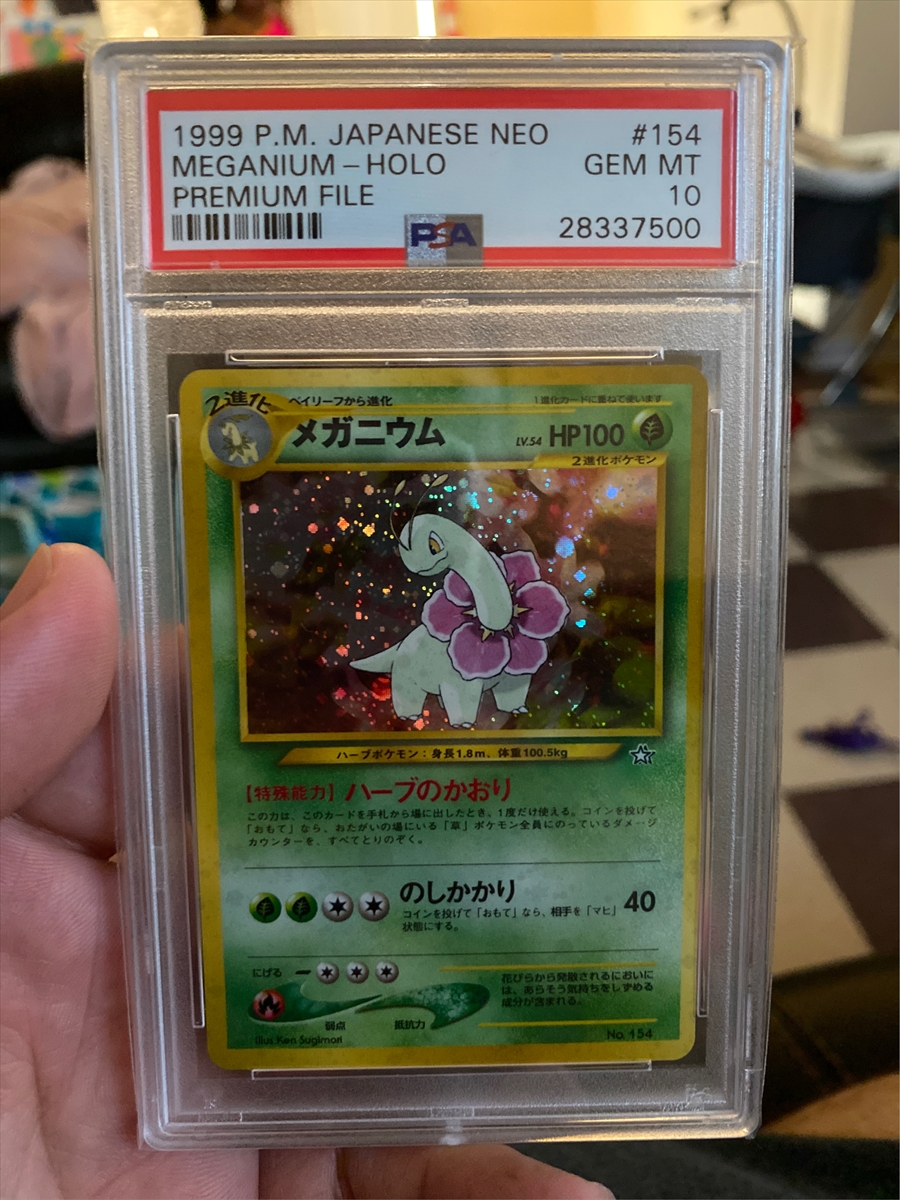 1999 P.M. JAPANESE NEO #154
MEGANIUM-HOLO GEM MT
PREMIUM FILE 10
PSA 28337500
2進化 ベイリーフから進化 1進化カードに重ねて使います
メガニウム LV.54 HP100
2進化ポケモン
ハーブポケモン：身長1.8m、体重100.5kg
【特殊能力】ハーブのかおり
この力は、このカードを手札から場に出したとき、1度だけ使える。コインを投げて
「おもて」なら、おたがいの場にいる「草」ポケモン全員にのっているダメージ
カウンターを、すべてとりのぞく。
のしかかり 40
コインを投げて「おもて」なら、相手を「マヒ」
状態にする。
にげる
弱点 抵抗力
花びらから発散されるにおいに
は、あらそう気持ちをしずめる
成分が含まれる。
Illus.Ken Sugimori No.154